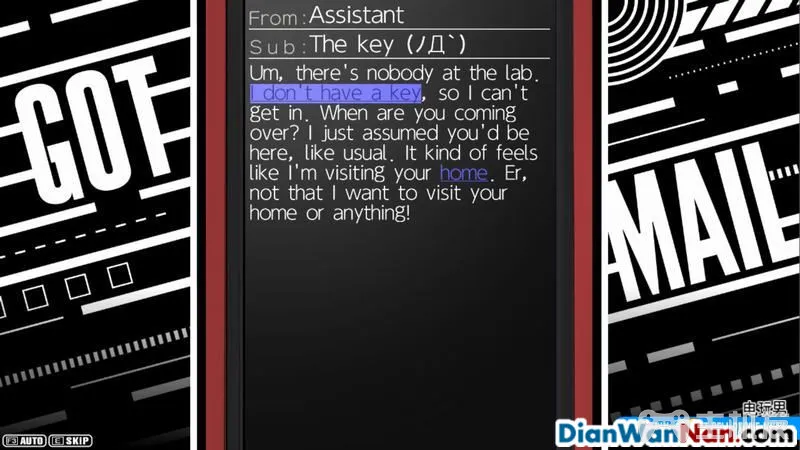 From: Assistant
Sub: The key (ﾉД`)
Um, there's nobody at the lab.
I don't have a key, so I can't
get in. When are you coming
over? I just assumed you'd be
here, like usual. It kind of feels
like I'm visiting your home. Er,
not that I want to visit your
home or anything!
GOT
MAIL
F3 AUTO C SKIP
电玩男
DianWanNan.com